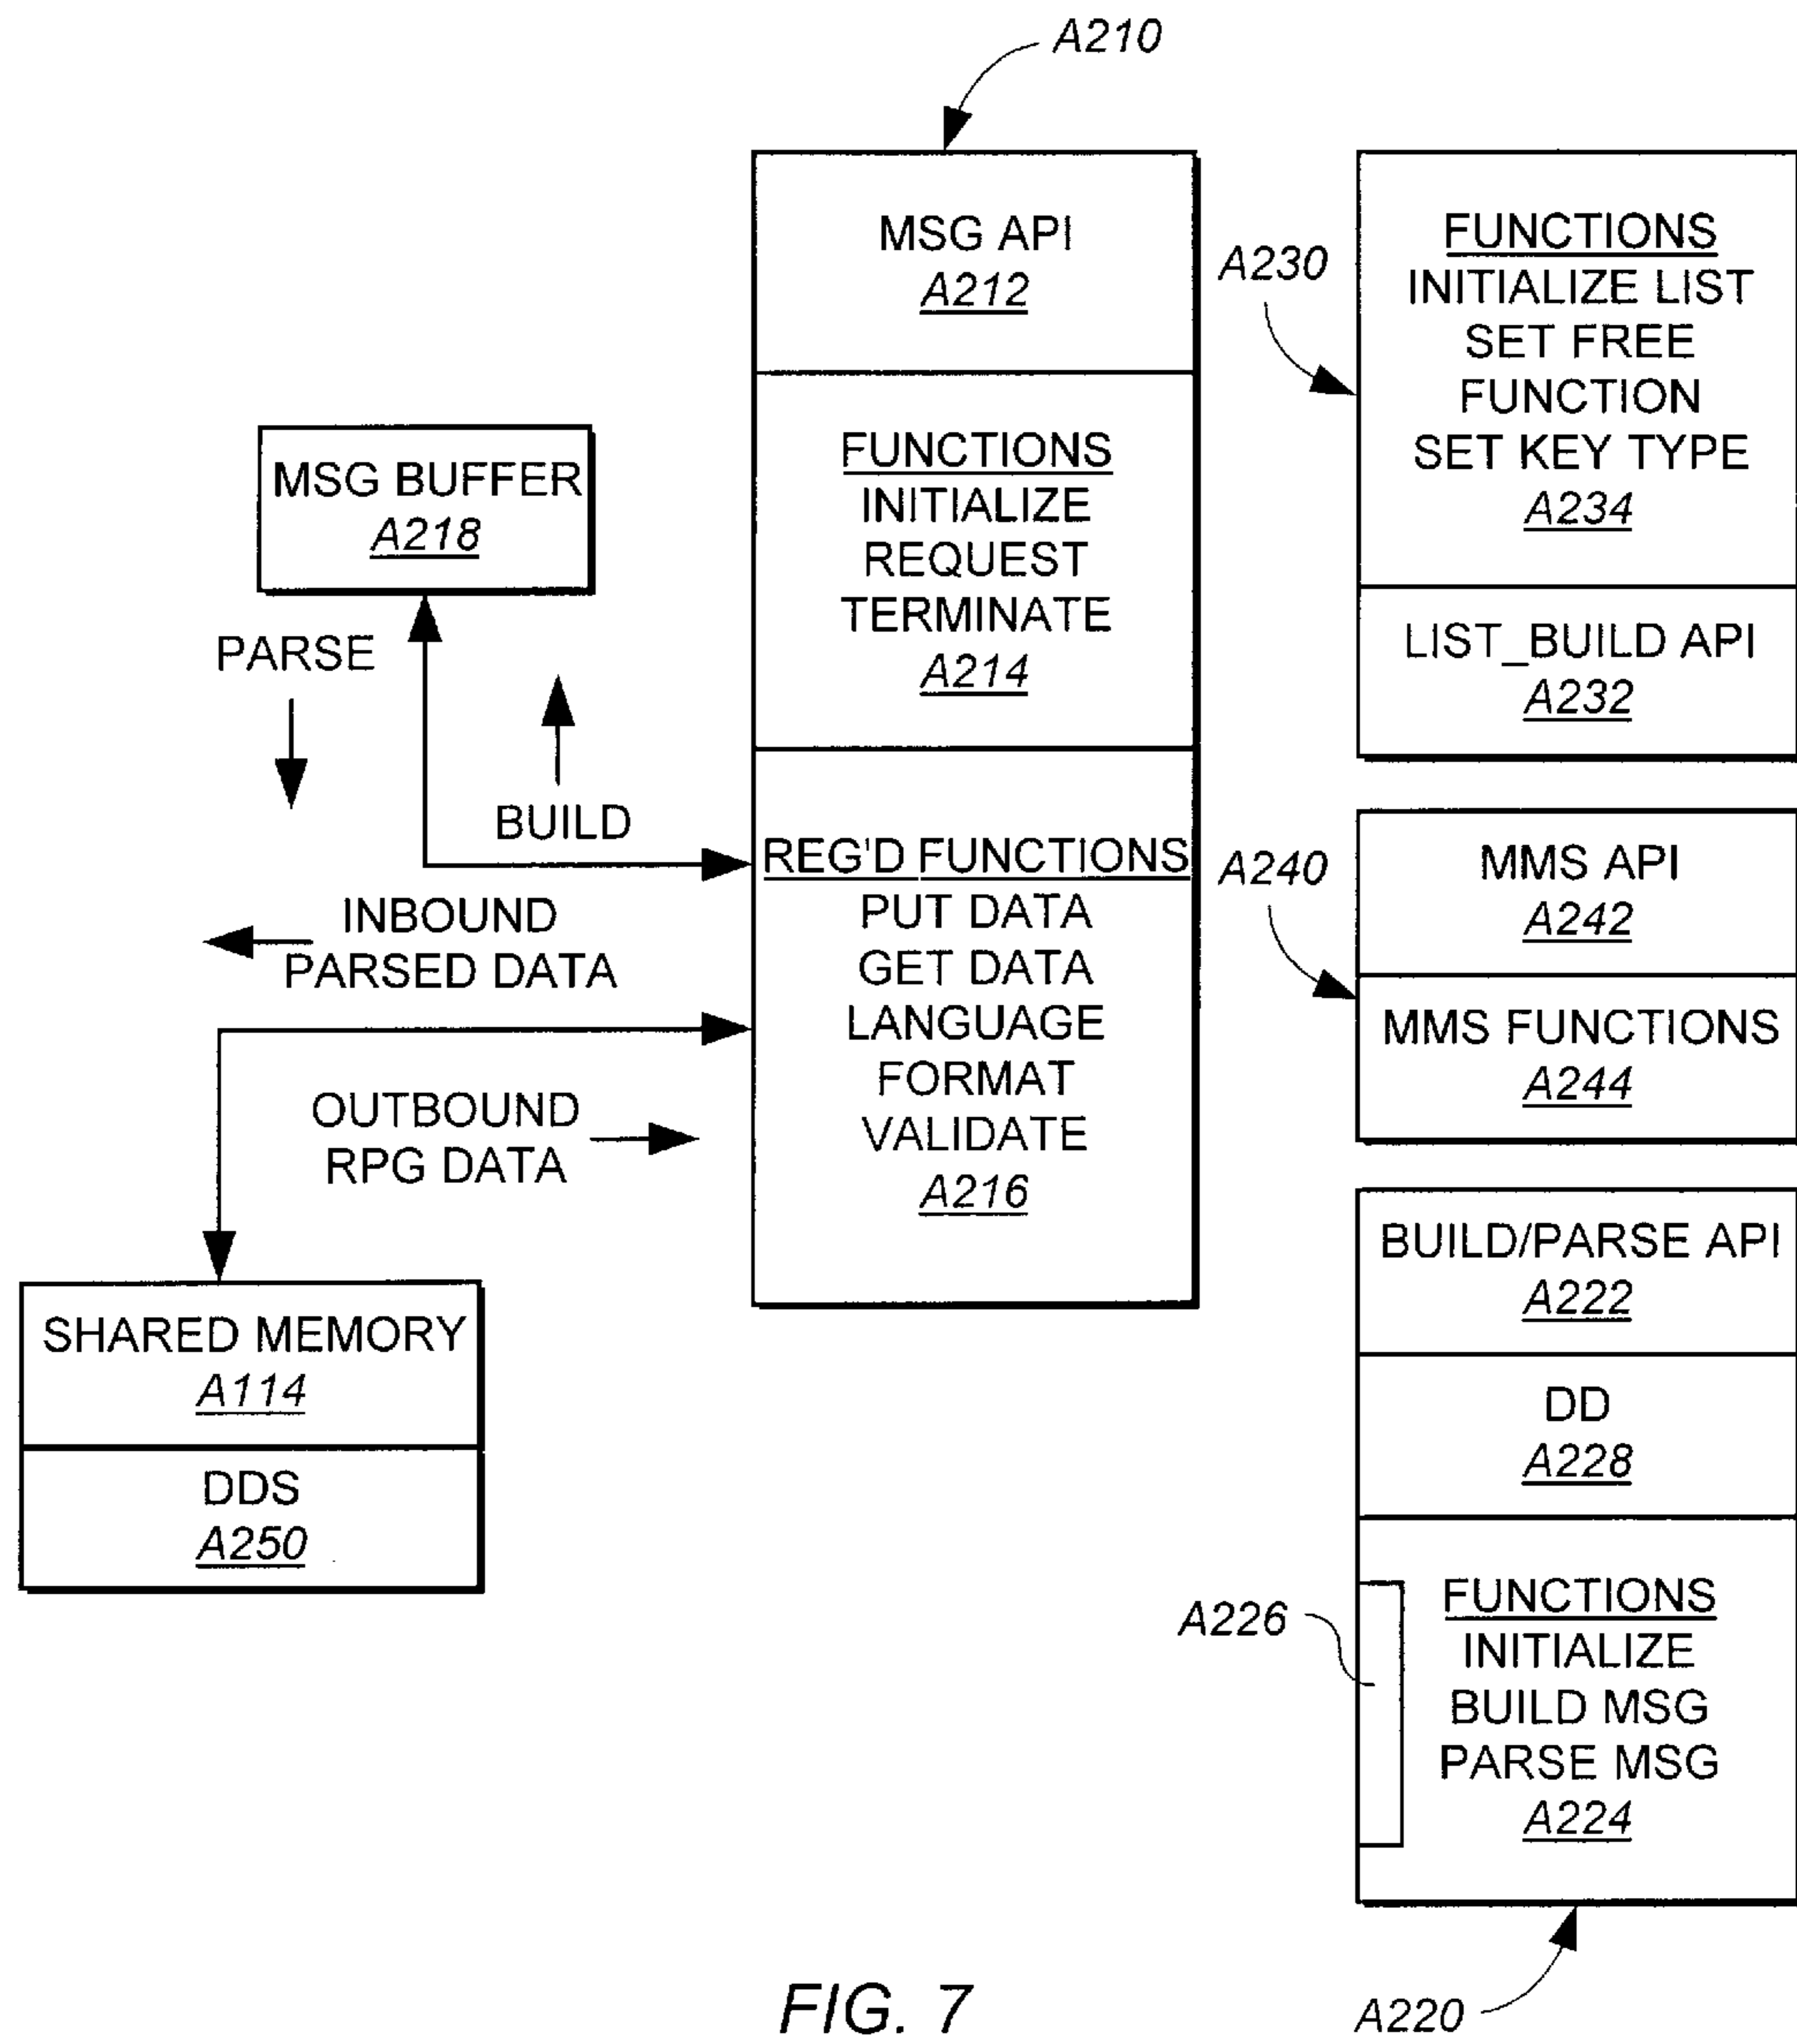 A210
MSG API
A212
FUNCTIONS
INITIALIZE
REQUEST
TERMINATE
A214
REG'D FUNCTIONS
PUT DATA
GET DATA
LANGUAGE
FORMAT
VALIDATE
A216
MSG BUFFER
A218
PARSE
BUILD
INBOUND
PARSED DATA
OUTBOUND
RPG DATA
SHARED MEMORY
A114
DDS
A250
A230
FUNCTIONS
INITIALIZE LIST
SET FREE
FUNCTION
SET KEY TYPE
A234
LIST_BUILD API
A232
A240
MMS API
A242
MMS FUNCTIONS
A244
BUILD/PARSE API
A222
DD
A228
A226
FUNCTIONS
INITIALIZE
BUILD MSG
PARSE MSG
A224
A220
FIG. 7